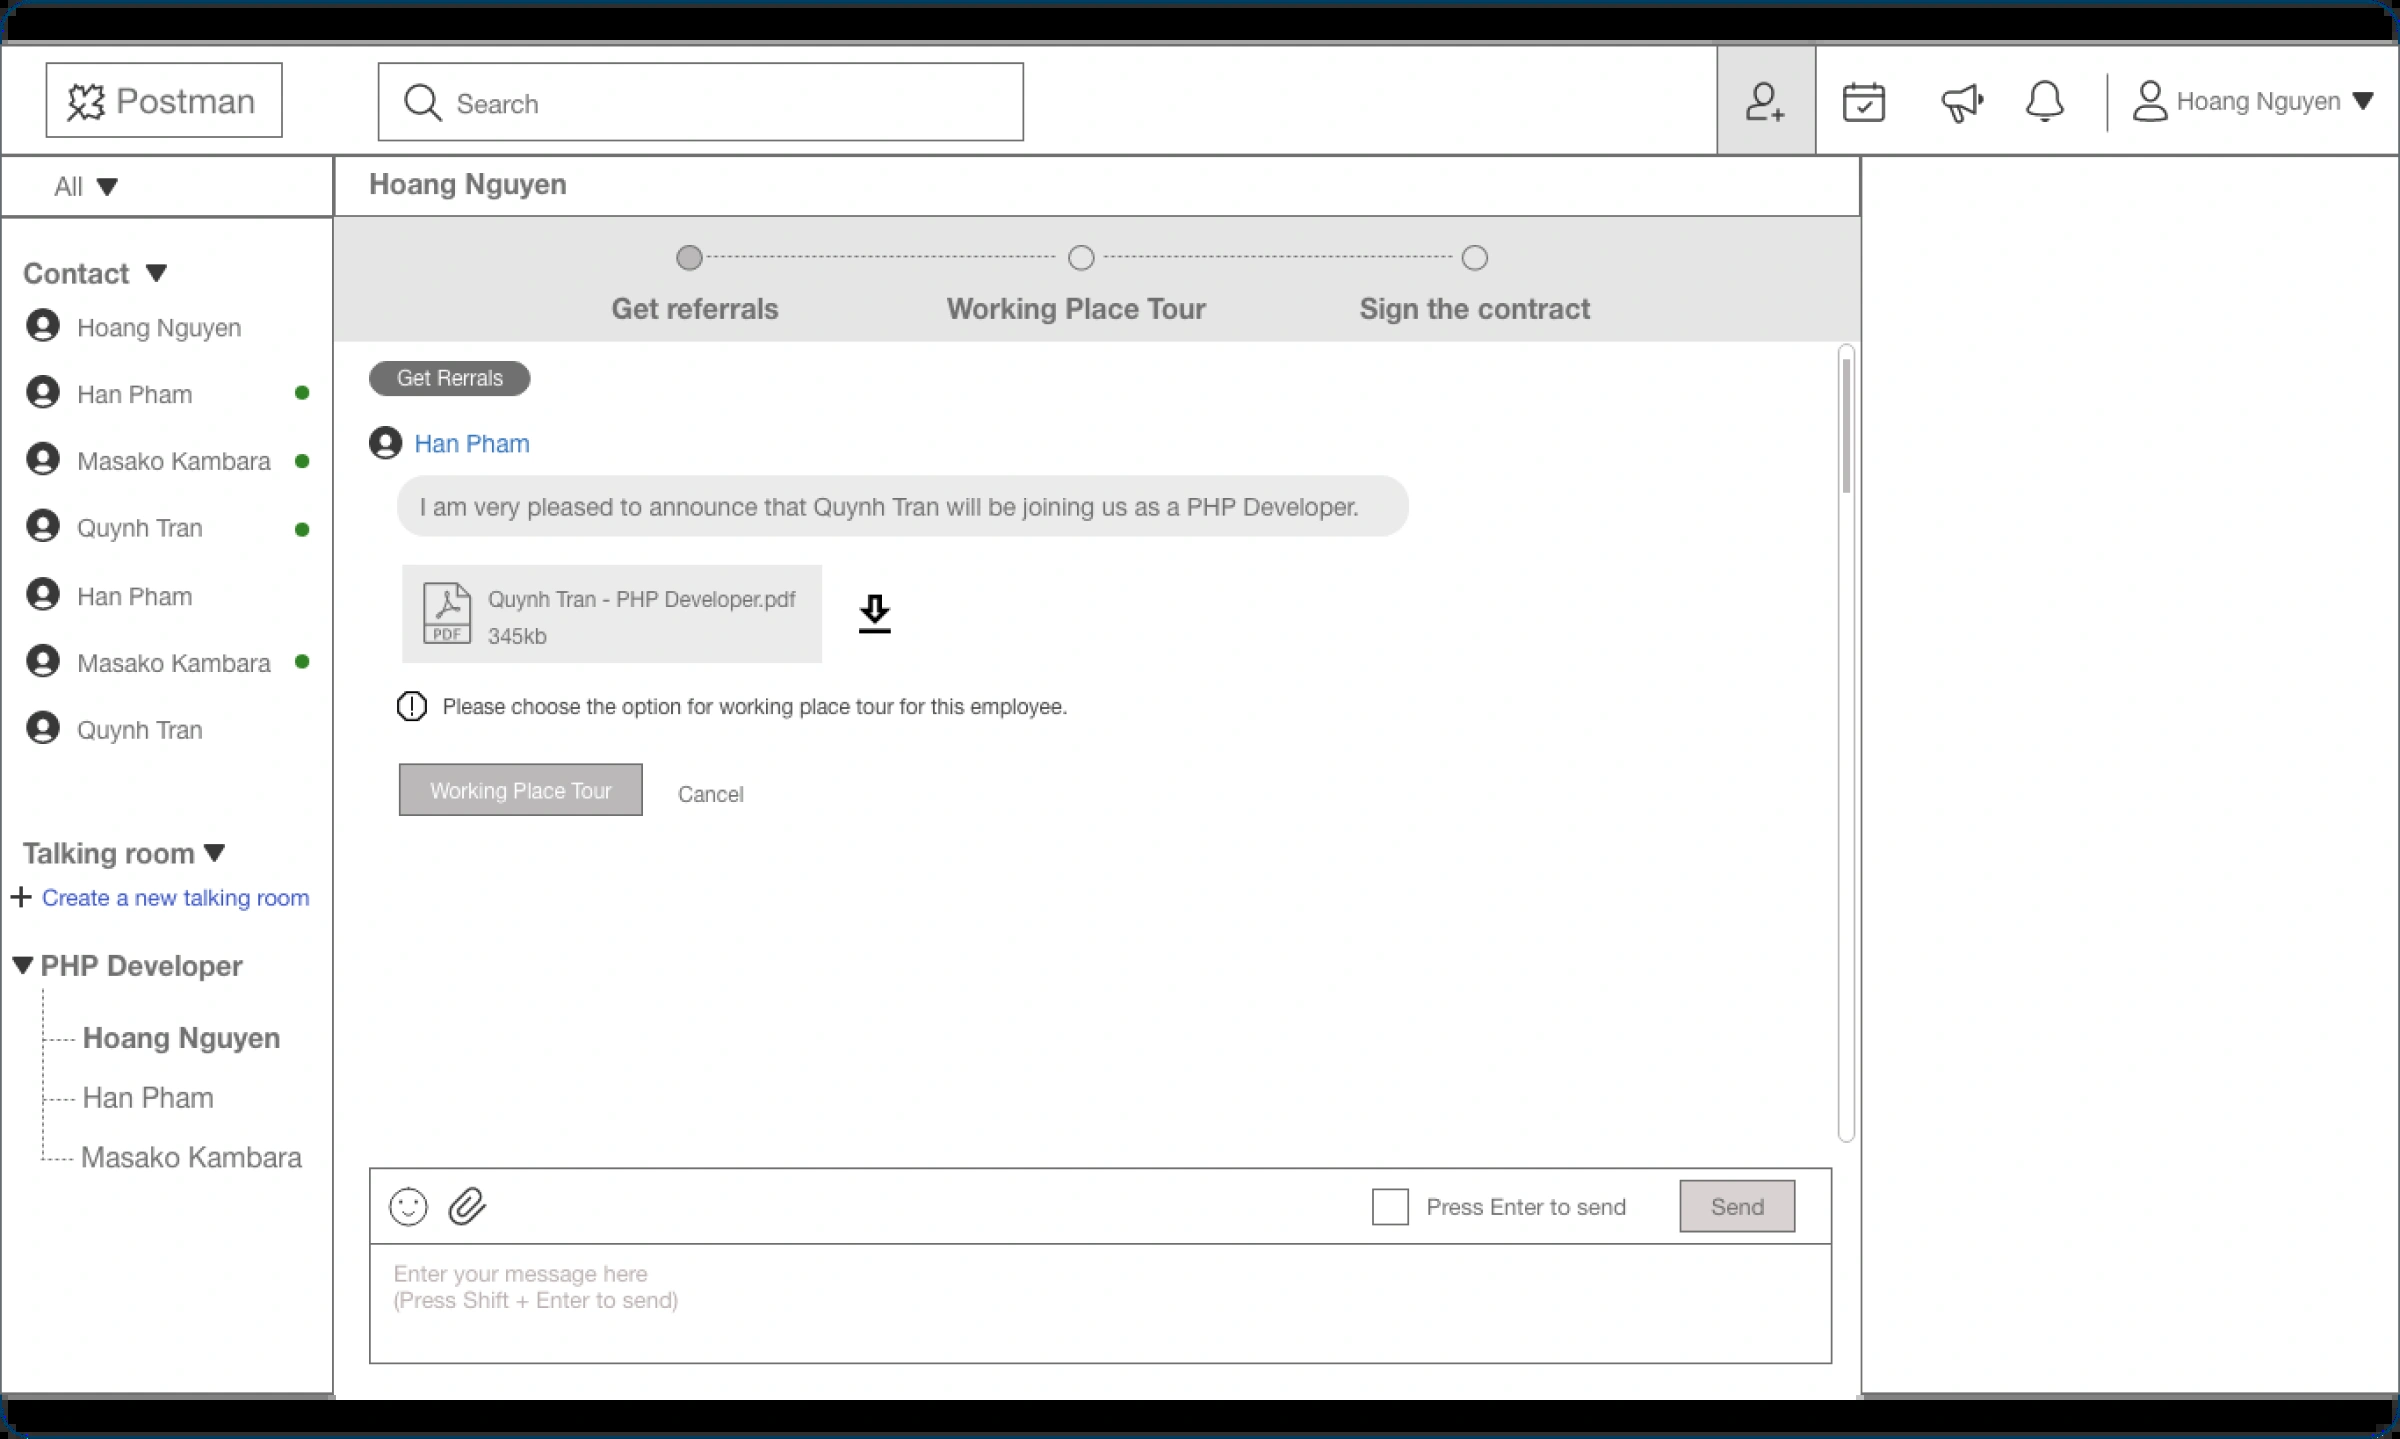 Postman
Search
Hoang Nguyen
All
Hoang Nguyen
Contact
Hoang Nguyen
Han Pham
Masako Kambara
Quynh Tran
Han Pham
Masako Kambara
Quynh Tran
Talking room
Create a new talking room
PHP Developer
Hoang Nguyen
Han Pham
Masako Kambara
Get referrals
Working Place Tour
Sign the contract
Get Rerrals
Han Pham
I am very pleased to announce that Quynh Tran will be joining us as a PHP Developer.
PDF
Quynh Tran - PHP Developer.pdf
345kb
Please choose the option for working place tour for this employee.
Working Place Tour
Cancel
Press Enter to send
Send
Enter your message here
(Press Shift + Enter to send)